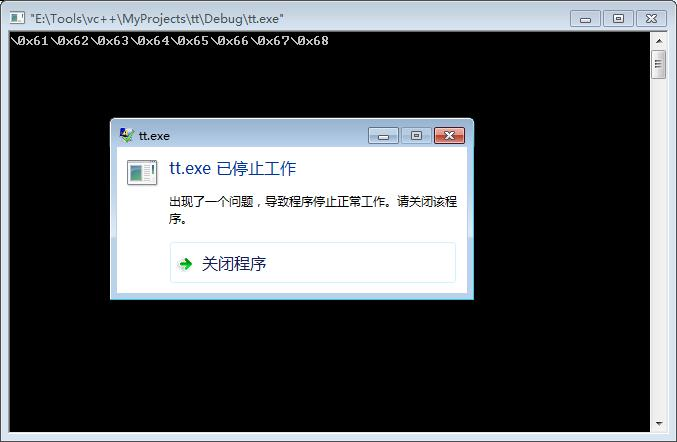 "E:\Tools\vc++\MyProjects\tt\Debug\tt.exe"
\0x61\0x62\0x63\0x64\0x65\0x66\0x67\0x68
tt.exe
tt.exe 已停止工作
出现了一个问题，导致程序停止正常工作。请关闭该程
序。
关闭程序